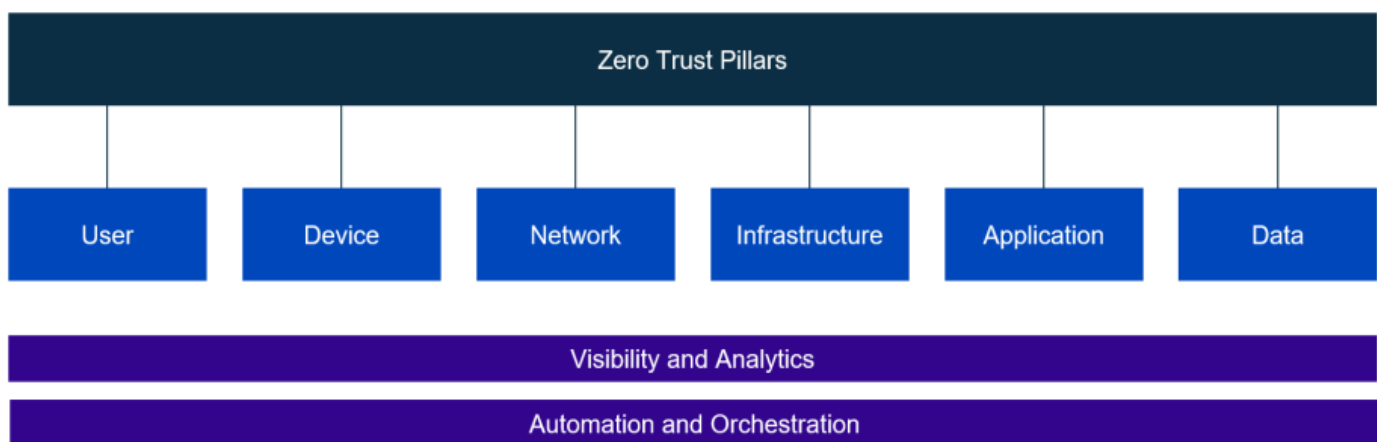 Zero Trust Pillars
User
Device
Network
Infrastructure
Application
Data
Visibility and Analytics
Automation and Orchestration